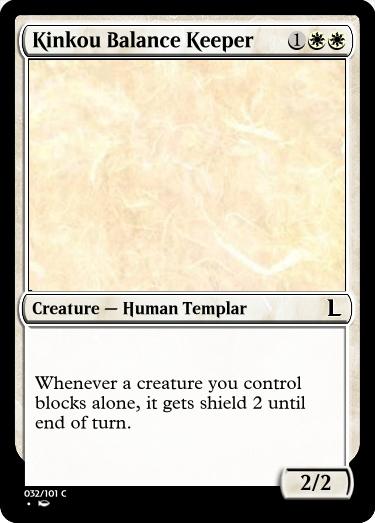 Kinkou Balance Keeper 1
Creature — Human Templar L
Whenever a creature you control
blocks alone, it gets shield 2 until
end of turn.
2/2
032/101 C